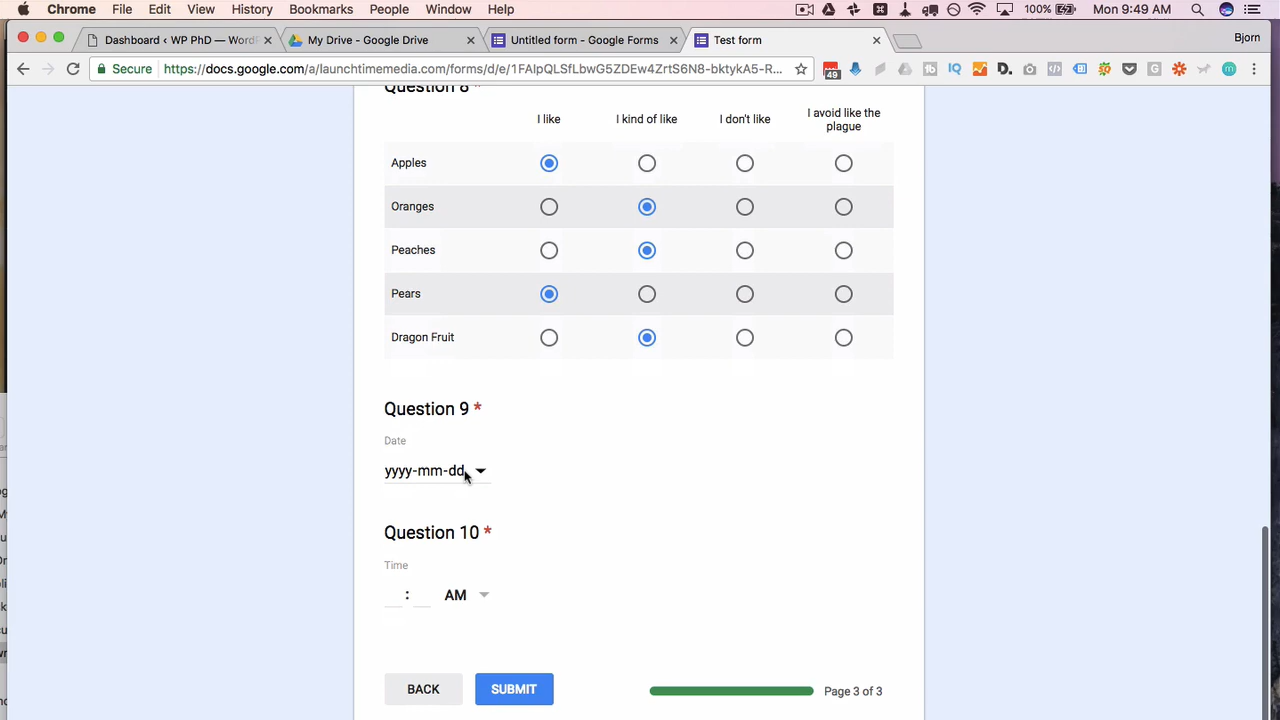 Chrome File Edit View History Bookmarks People Window Help 100% Mon 9:49 AM
Dashboard ‹ WP PhD — Word My Drive - Google Drive Untitled form - Google Forms Test form Bjorn
Secure https://docs.google.com/a/launchtimemedia.com/forms/d/e/1FAIpQLSfLbwG5ZDEw4ZrtS6N8-bktykA5-R... 49
Question 8 *
I like I kind of like I don't like I avoid like the
plague
Apples
Oranges
Peaches
Pears
Dragon Fruit
Question 9 *
Date
yyyy-mm-dd
Question 10 *
Time
: AM
BACK SUBMIT Page 3 of 3